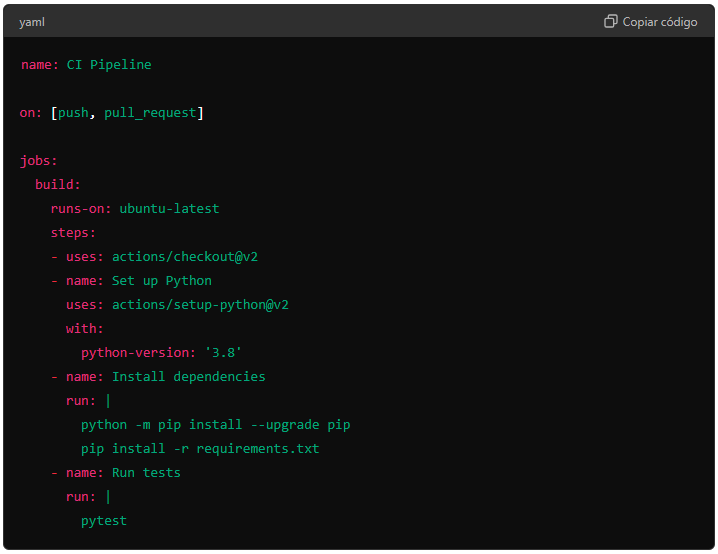 yaml
Copiar código
name: CI Pipeline
on: [push, pull_request]
jobs:
build:
runs-on: ubuntu-latest
steps:
- uses: actions/checkout@v2
- name: Set up Python
uses: actions/setup-python@v2
with:
python-version: '3.8'
- name: Install dependencies
run: |
python -m pip install --upgrade pip
pip install -r requirements.txt
- name: Run tests
run: |
pytest